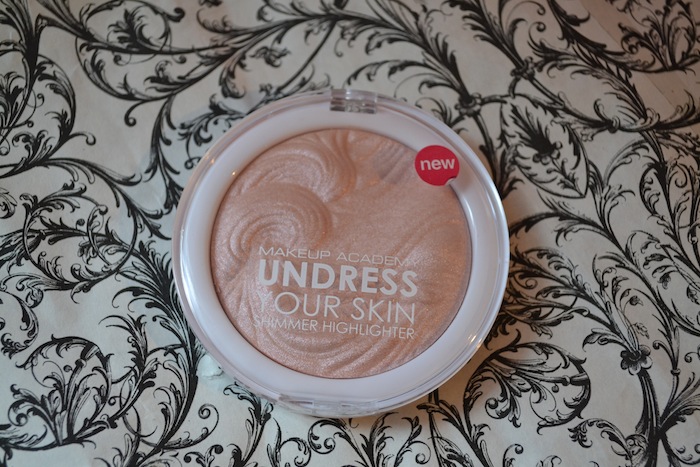 new
MAKEUP ACADEMY
UNDRESS
YOUR SKIN
SHIMMER HIGHLIGHTER